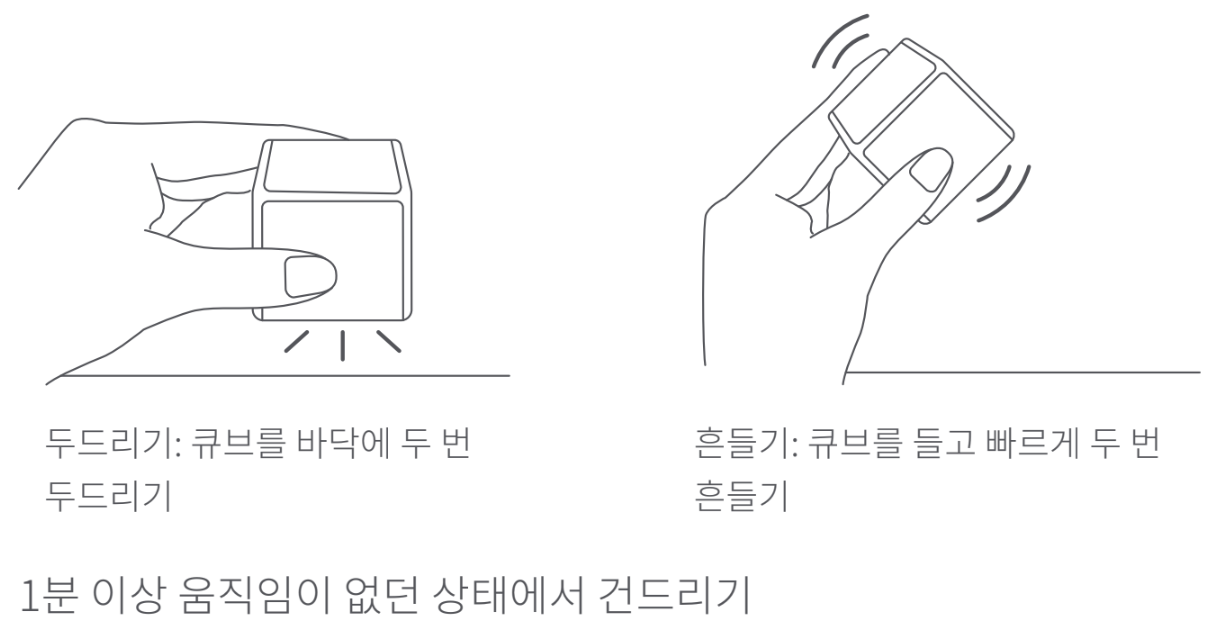 두드리기: 큐브를 바닥에 두 번
두드리기
흔들기: 큐브를 들고 빠르게 두 번
흔들기
1분 이상 움직임이 없던 상태에서 건드리기